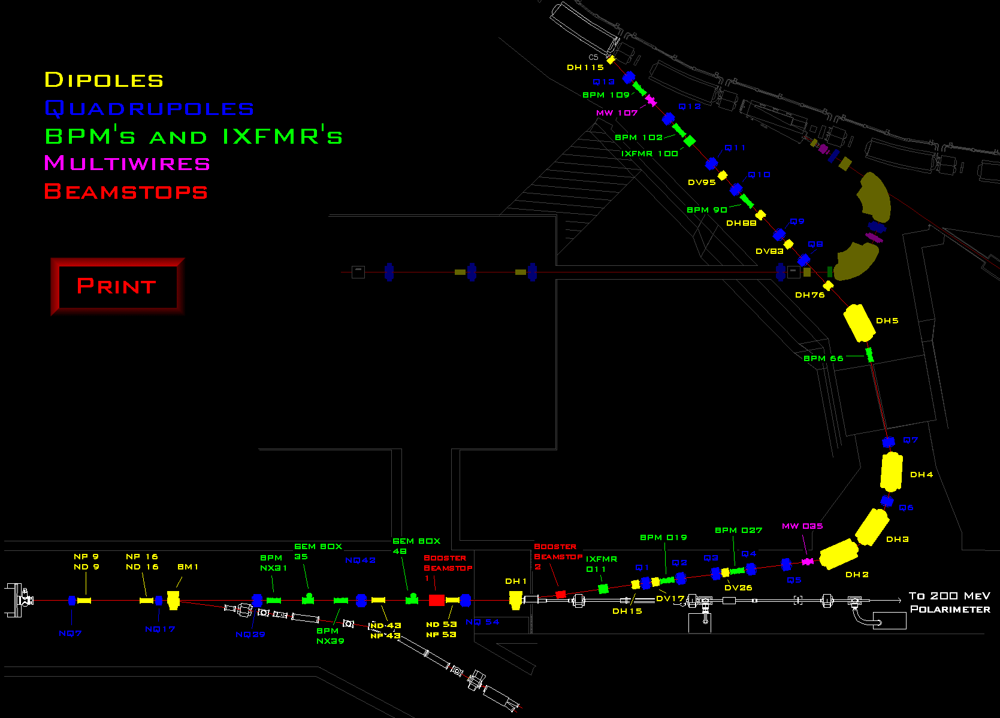 C5
DH115
Q13
BPM 109
MW 107
Q12
BPM 102
IXFMR 100
Q11
DV95
Q10
BPM 90
DH88
Q9
DV83
Q8
DH76
DH5
BPM 66
Q7
DH4
Q6
DH3
DH2
Dipoles
Quadrupoles
BPM's and IXFMR's
Multiwires
Beamstops
Print
NP 9
ND 9
NP 16
ND 16
BM1
NQ7
NQ17
NQ29
BPM
NX31
SEM BOX
35
BPM
NX39
NQ42
ND 43
NP 43
SEM BOX
48
Booster
Beamstop
1
ND 53
NP 53
NQ 54
DH1
Booster
Beamstop
2
IXFMR
011
DH15
Q1
BPM 019
DV17
Q2
Q3
BPM 027
DV26
Q4
Q5
MW 035
To 200 MeV
Polarimeter